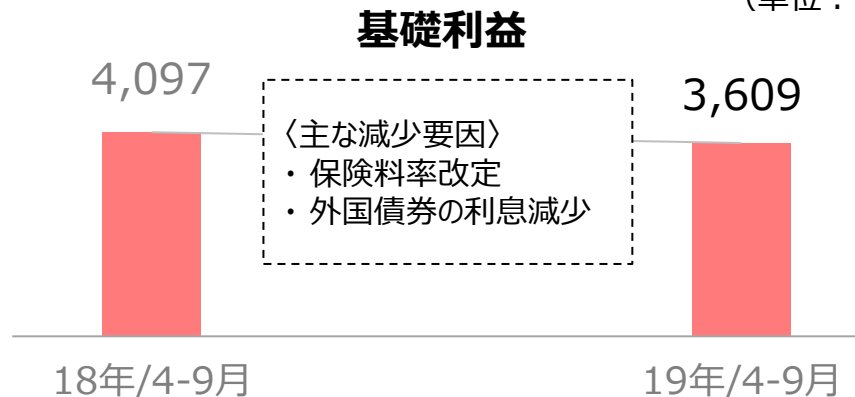 （単位：
基礎利益
4,097
3,609
〈主な減少要因〉
・保険料率改定
・外国債券の利息減少
18年/4-9月
19年/4-9月